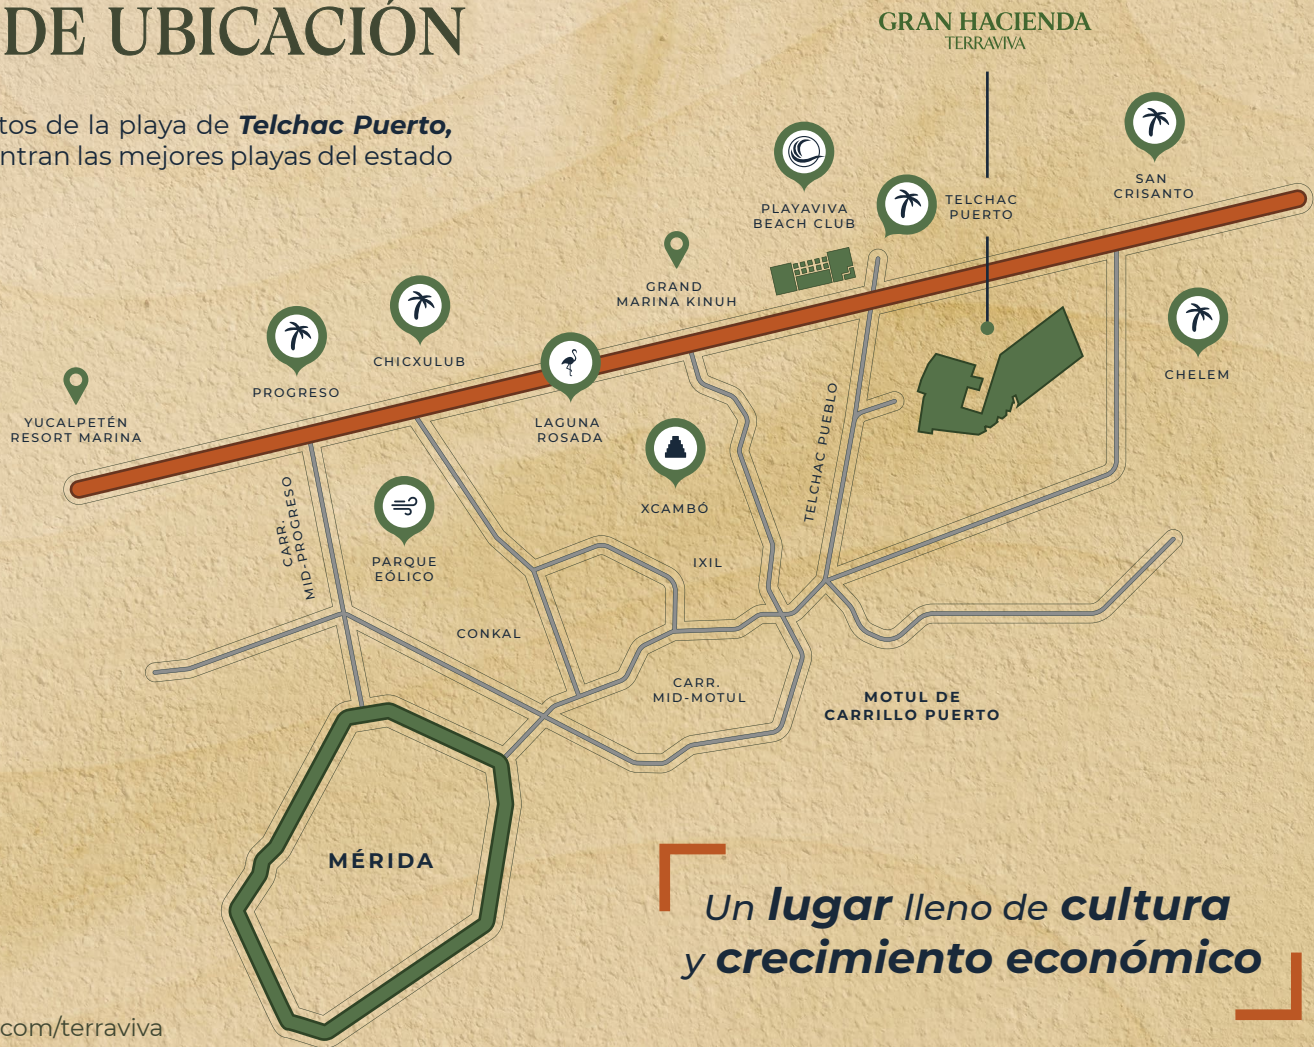 DE UBICACIÓN
tos de la playa de Telchac Puerto,
ntran las mejores playas del estado
GRAN HACIENDA
TERRAVIVA
SAN
CRISANTO
PLAYAVIVA
BEACH CLUB
TELCHAC
PUERTO
GRAND
MARINA KINUH
CHICXULUB
PROGRESO
YUCALPETÉN
RESORT MARINA
LAGUNA
ROSADA
CHELEM
TELCHAC PUEBLO
XCAMBÓ
CARR.
MID-PROGRESO
PARQUE
EÓLICO
IXIL
CONKAL
CARR.
MID-MOTUL
MOTUL DE
CARRILLO PUERTO
MÉRIDA
Un lugar lleno de cultura
y crecimiento económico
com/terraviva